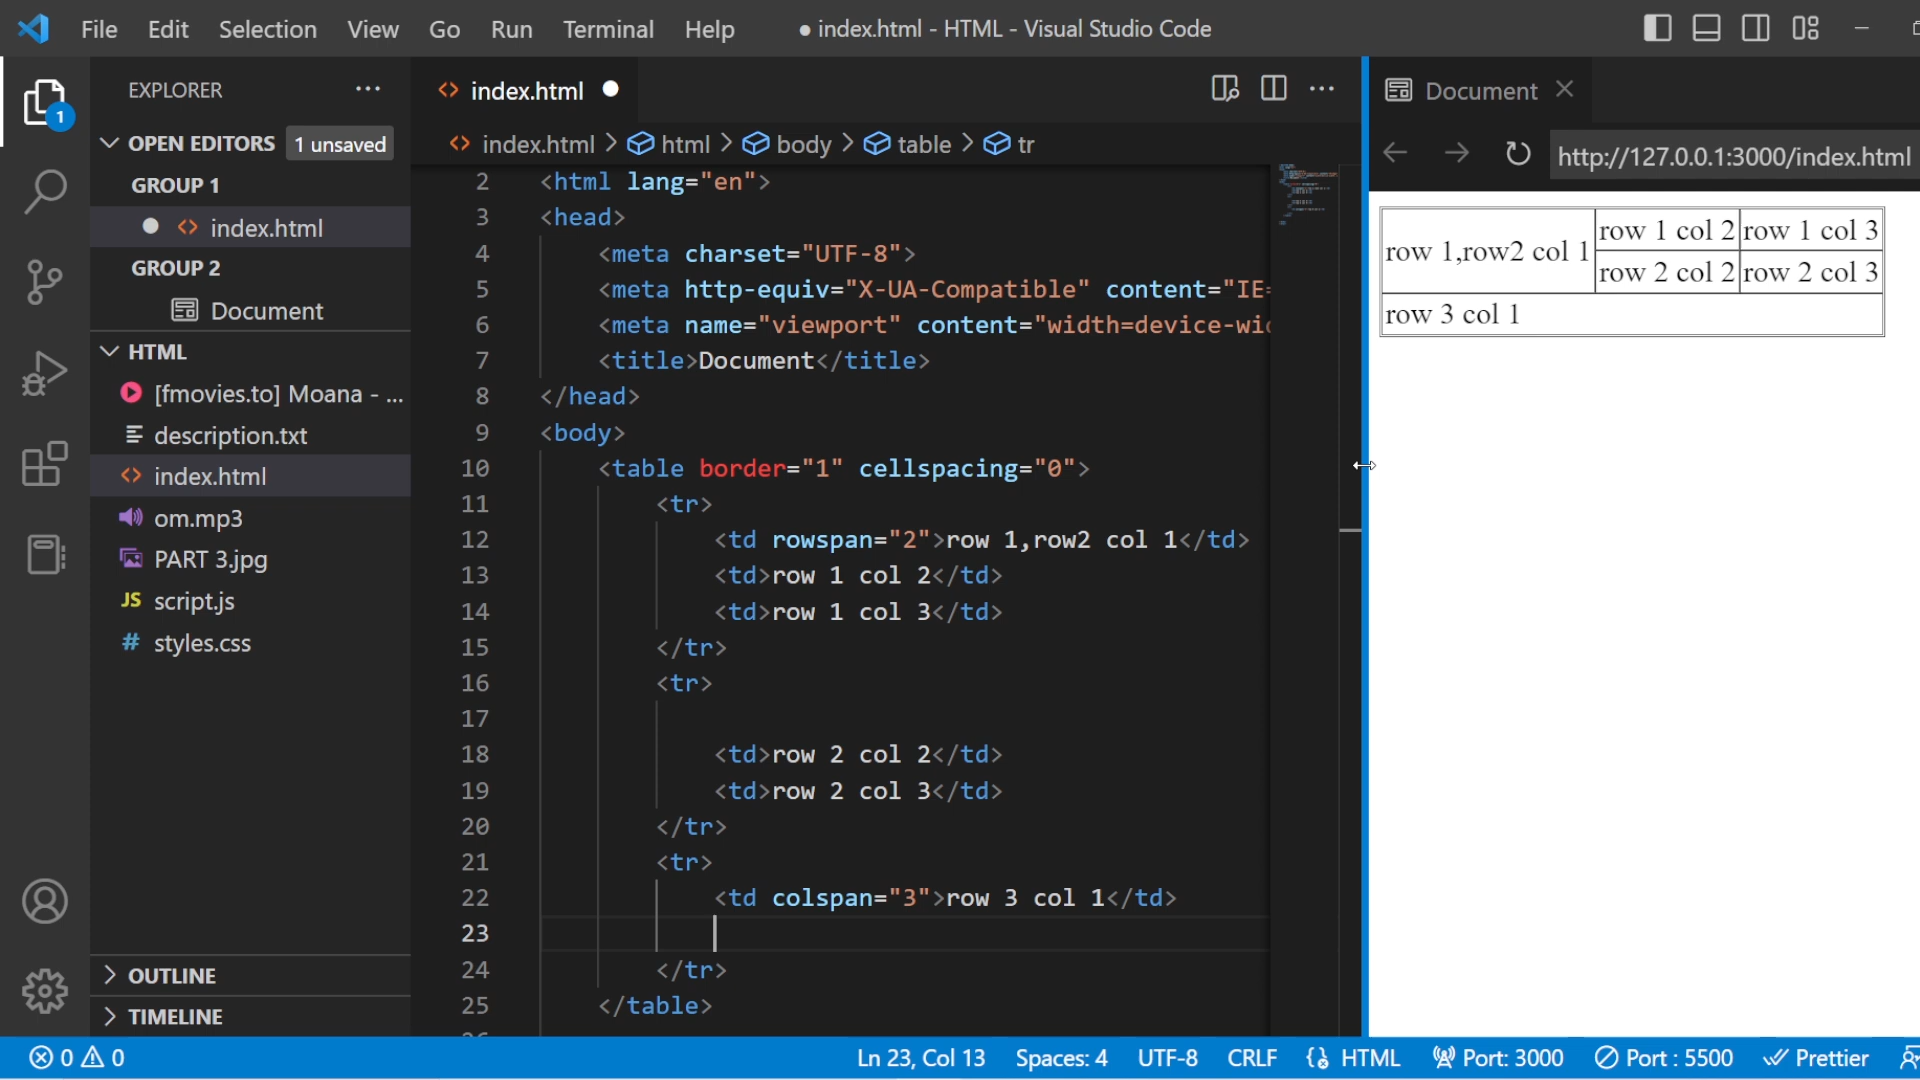 File Edit Selection View Go Run Terminal Help ● index.html - HTML - Visual Studio Code
EXPLORER ···
OPEN EDITORS 1 unsaved
GROUP 1
● <> index.html
GROUP 2
Document
HTML
[fmovies.to] Moana - ...
description.txt
<> index.html
om.mp3
PART 3.jpg
JS script.js
# styles.css
OUTLINE
TIMELINE
1
<> index.html ●
<> index.html > html > body > table > tr
2 <html lang="en">
3 <head>
4 <meta charset="UTF-8">
5 <meta http-equiv="X-UA-Compatible" content="IE=
6 <meta name="viewport" content="width=device-wi
7 <title>Document</title>
8 </head>
9 <body>
10 <table border="1" cellspacing="0">
11 <tr>
12 <td rowspan="2">row 1,row2 col 1</td>
13 <td>row 1 col 2</td>
14 <td>row 1 col 3</td>
15 </tr>
16 <tr>
17
18 <td>row 2 col 2</td>
19 <td>row 2 col 3</td>
20 </tr>
21 <tr>
22 <td colspan="3">row 3 col 1</td>
23
24 </tr>
25 </table>
Document
http://127.0.0.1:3000/index.html
row 1,row2 col 1 row 1 col 2 row 1 col 3
row 2 col 2 row 2 col 3
row 3 col 1
0 0 Ln 23, Col 13 Spaces: 4 UTF-8 CRLF HTML Port: 3000 Port : 5500 Prettier